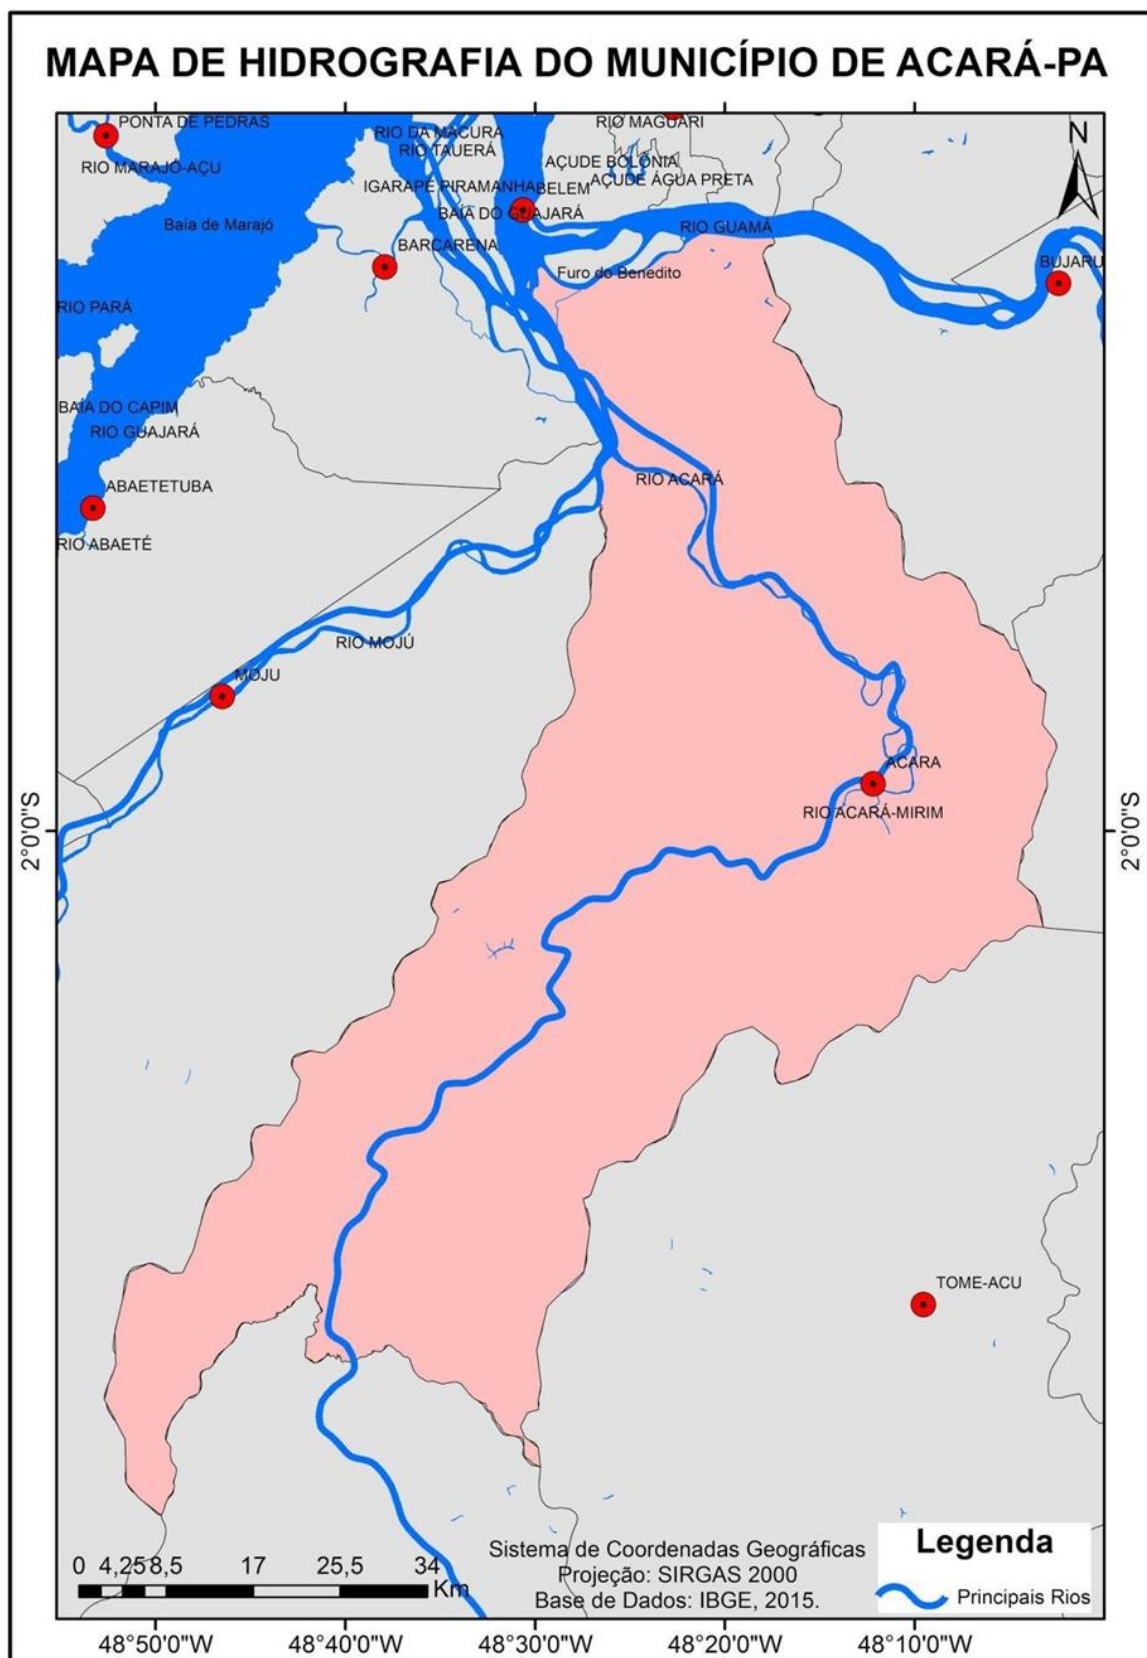 MAPA DE HIDROGRAFIA DO MUNICÍPIO DE ACARÁ-PA
N
PONTA DE PEDRAS
RIO DA MACURA
RIO MAGUARI
RIO TAUERÁ
RIO MARAJÓ-AÇU
AÇUDE BOLONIA
AÇUDE ÁGUA PRETA
IGARAPÉ PIRAMANHA
BELEM
BAÍA DO GUAJARÁ
Baía de Marajó
RIO GUAMÁ
BARCARENA
BUJARU
Furo do Benedito
RIO PARÁ
BAÍA DO CAPIM
RIO GUAJARÁ
RIO ACARÁ
ABAETETUBA
RIO ABAETÉ
RIO MOJÚ
MOJU
ACARA
RIO ACARÁ-MIRIM
2°0'0"S
2°0'0"S
TOME-ACU
0 4,25 8,5 17 25,5 34
Km
Sistema de Coordenadas Geográficas
Projeção: SIRGAS 2000
Base de Dados: IBGE, 2015.
Legenda
Principais Rios
48°50'0"W 48°40'0"W 48°30'0"W 48°20'0"W 48°10'0"W